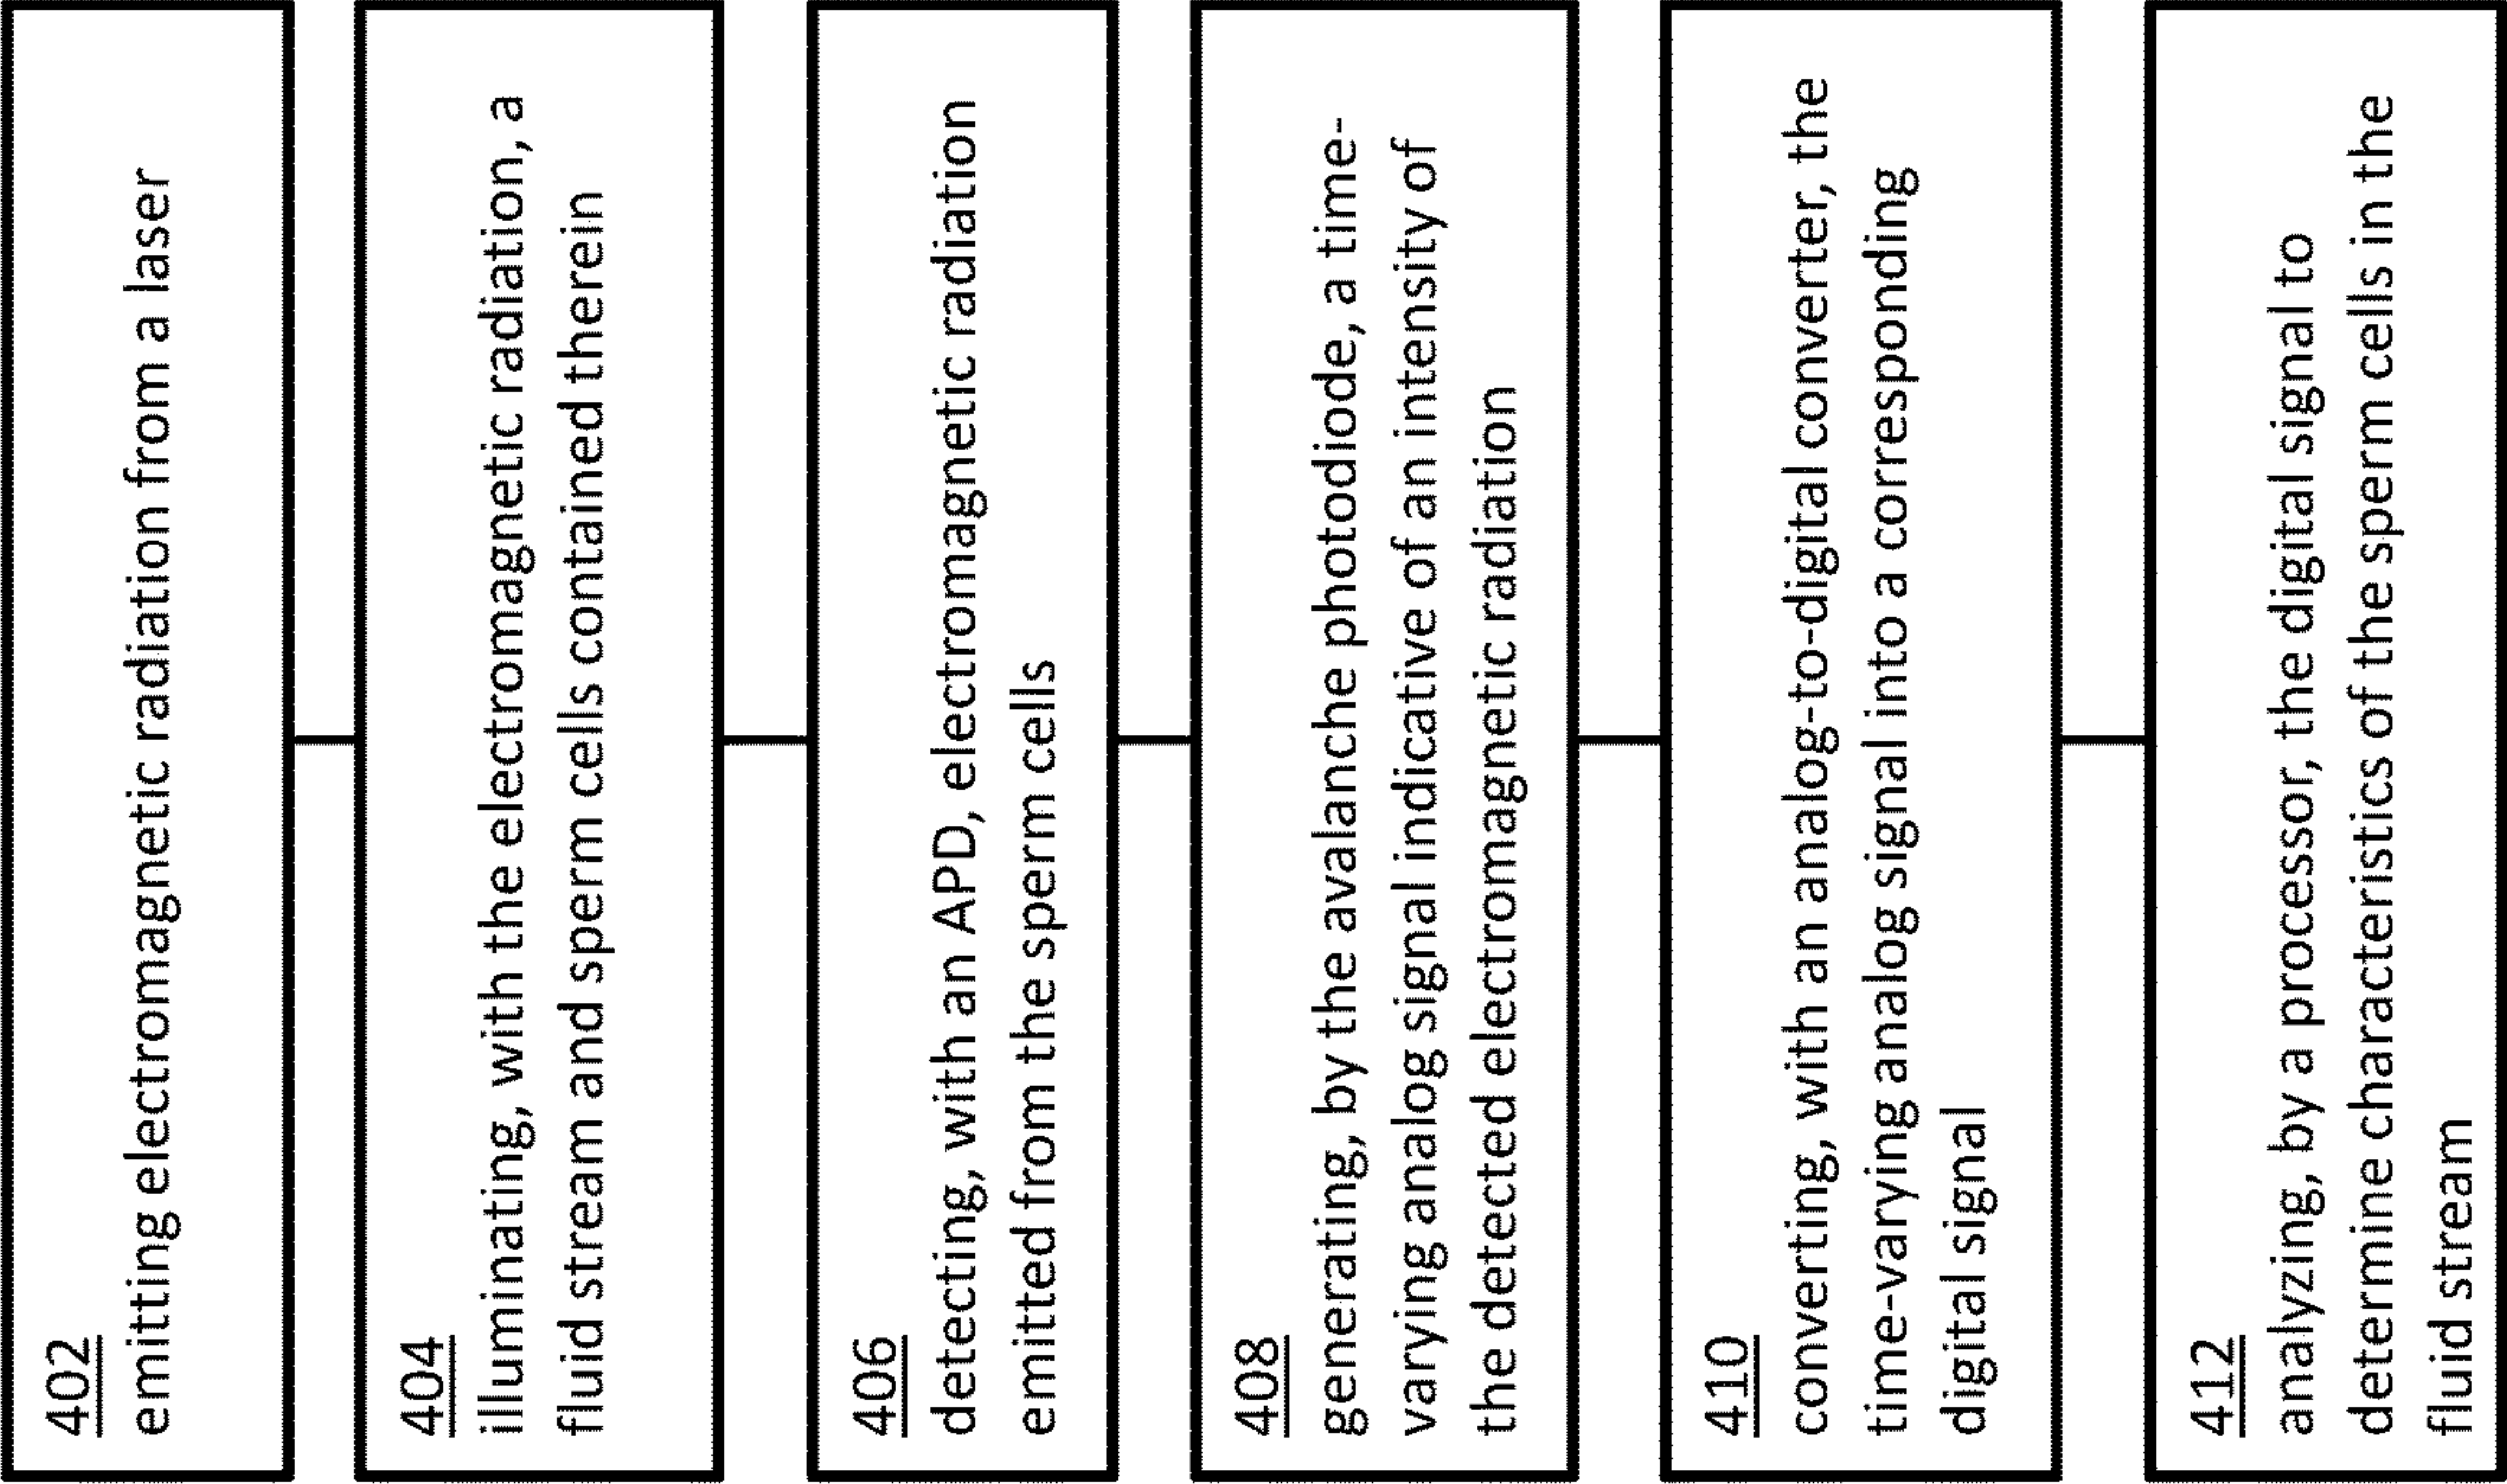 402
emitting electromagnetic radiation from a laser
404
illuminating, with the electromagnetic radiation, a
fluid stream and sperm cells contained therein
406
detecting, with an APD, electromagnetic radiation
emitted from the sperm cells
408
generating, by the avalanche photodiode, a time-
varying analog signal indicative of an intensity of
the detected electromagnetic radiation
410
converting, with an analog-to-digital converter, the
time-varying analog signal into a corresponding
digital signal
412
analyzing, by a processor, the digital signal to
determine characteristics of the sperm cells in the
fluid stream